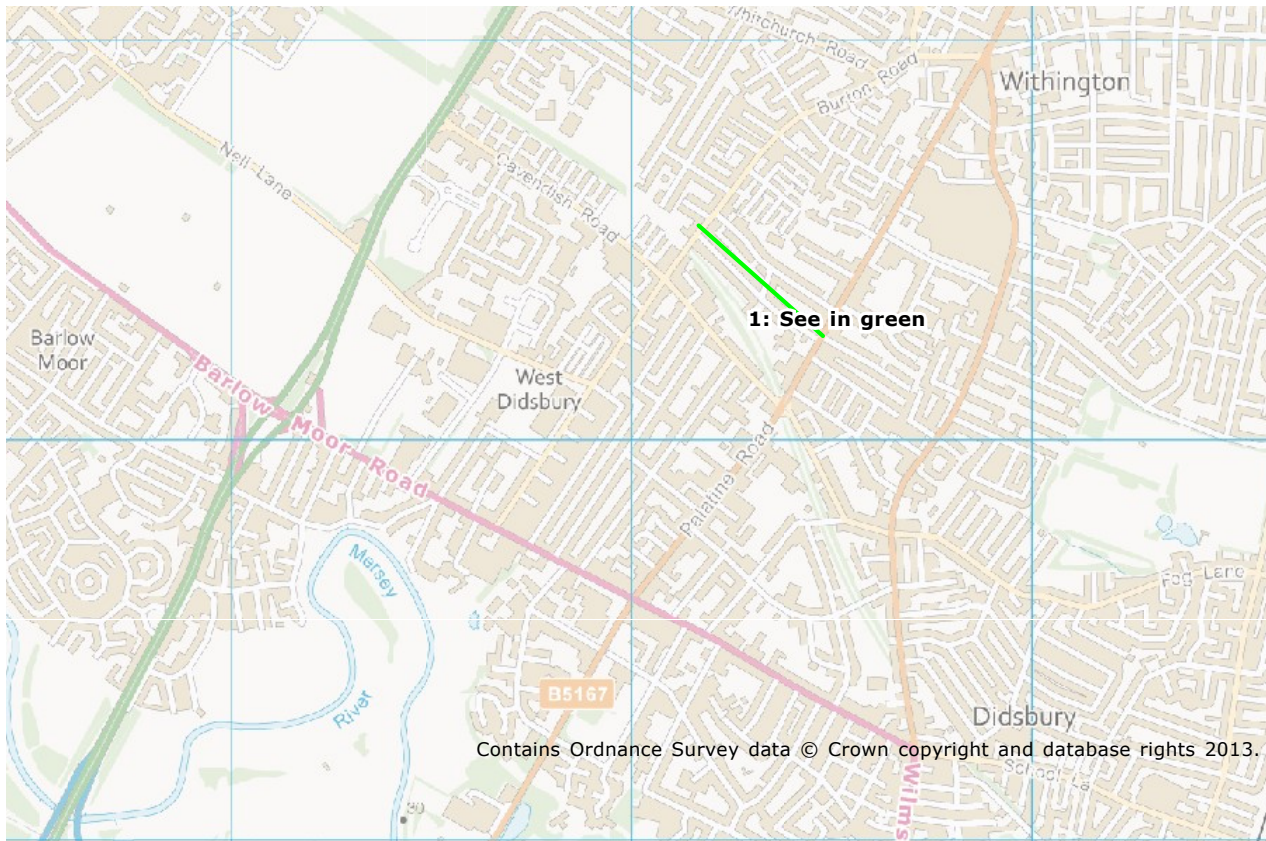 Whitchurch Road
Burton Road
Withington
Nell Lane
Cavendish Road
1: See in green
Barlow
Moor
West
Didsbury
Barlow Moor Road
Palatine Road
Mersey
River
Fog Lane
B5167
Didsbury
Contains Ordnance Survey data © Crown copyright and database rights 2013.
School La
Wilms
30